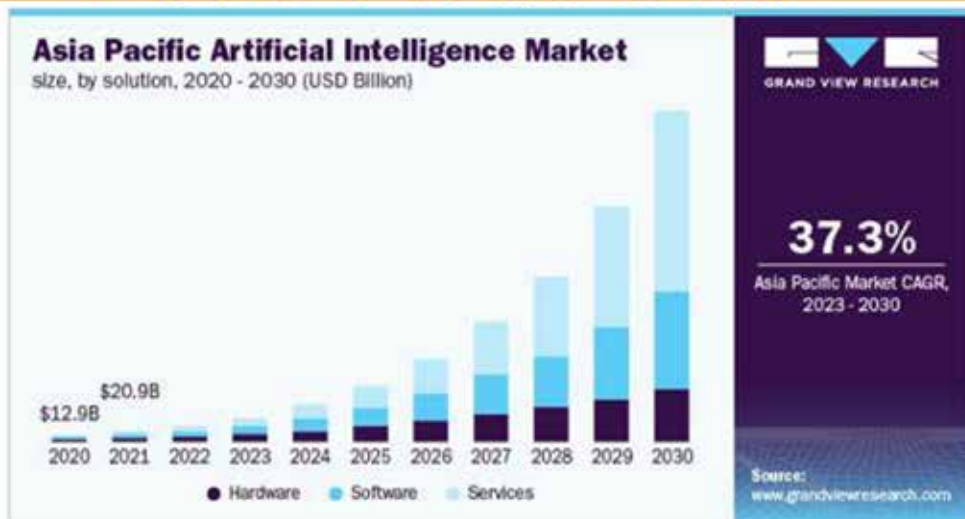 Asia Pacific Artificial Intelligence Market
size, by solution, 2020 - 2030 (USD Billion)
$12.9B
$20.9B
2020 2021 2022 2023 2024 2025 2026 2027 2028 2029 2030
Hardware Software Services
GRAND VIEW RESEARCH
37.3%
Asia Pacific Market CAGR,
2023 - 2030
Source:
www.grandviewresearch.com